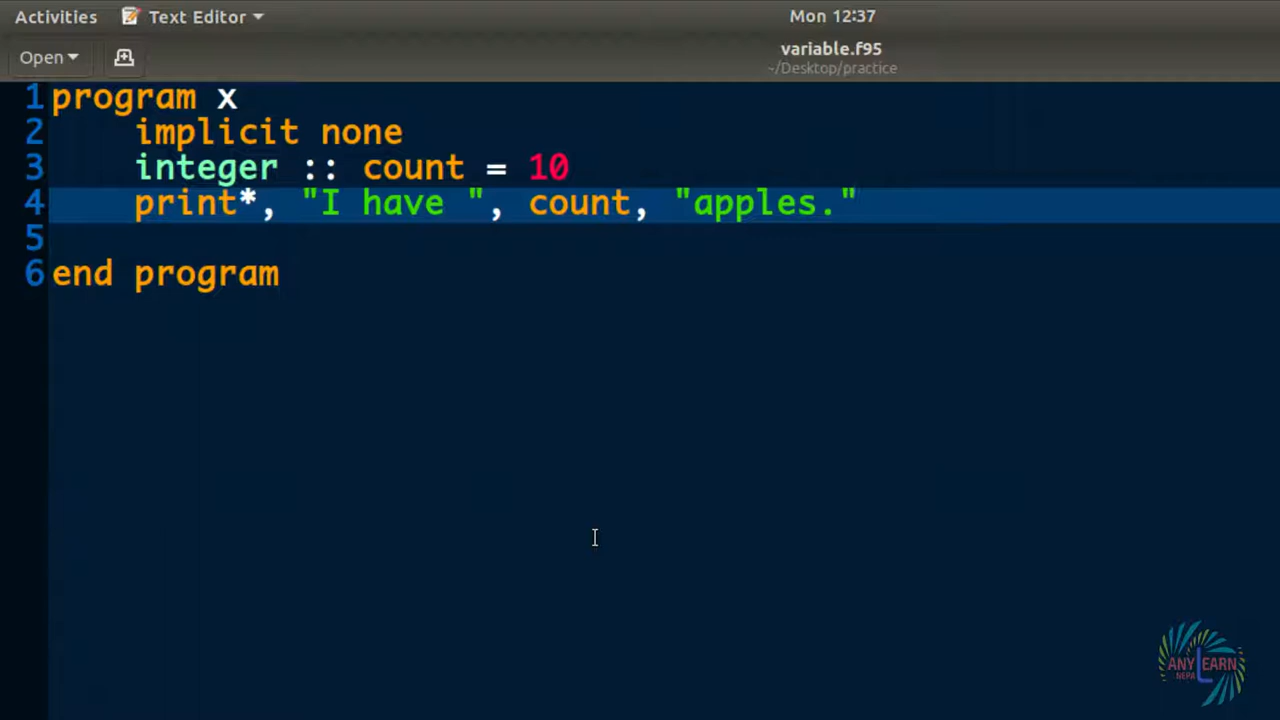 Activities Text Editor Mon 12:37
Open variable.f95
~/Desktop/practice
1 program x
2 implicit none
3 integer :: count = 10
4 print*, "I have ", count, "apples."
5
6 end program
ANY LEARN
NEPAL